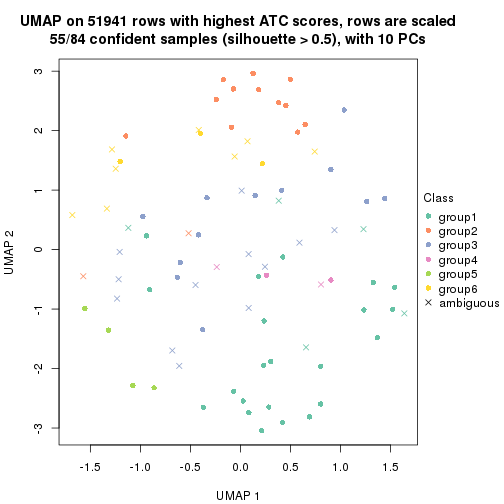 UMAP on 51941 rows with highest ATC scores, rows are scaled
55/84 confident samples (silhouette > 0.5), with 10 PCs
3
2
1
0
-1
-2
-3
UMAP 2
-1.5
-1.0
-0.5
0.0
0.5
1.0
1.5
UMAP 1
Class
group1
group2
group3
group4
group5
group6
ambiguous